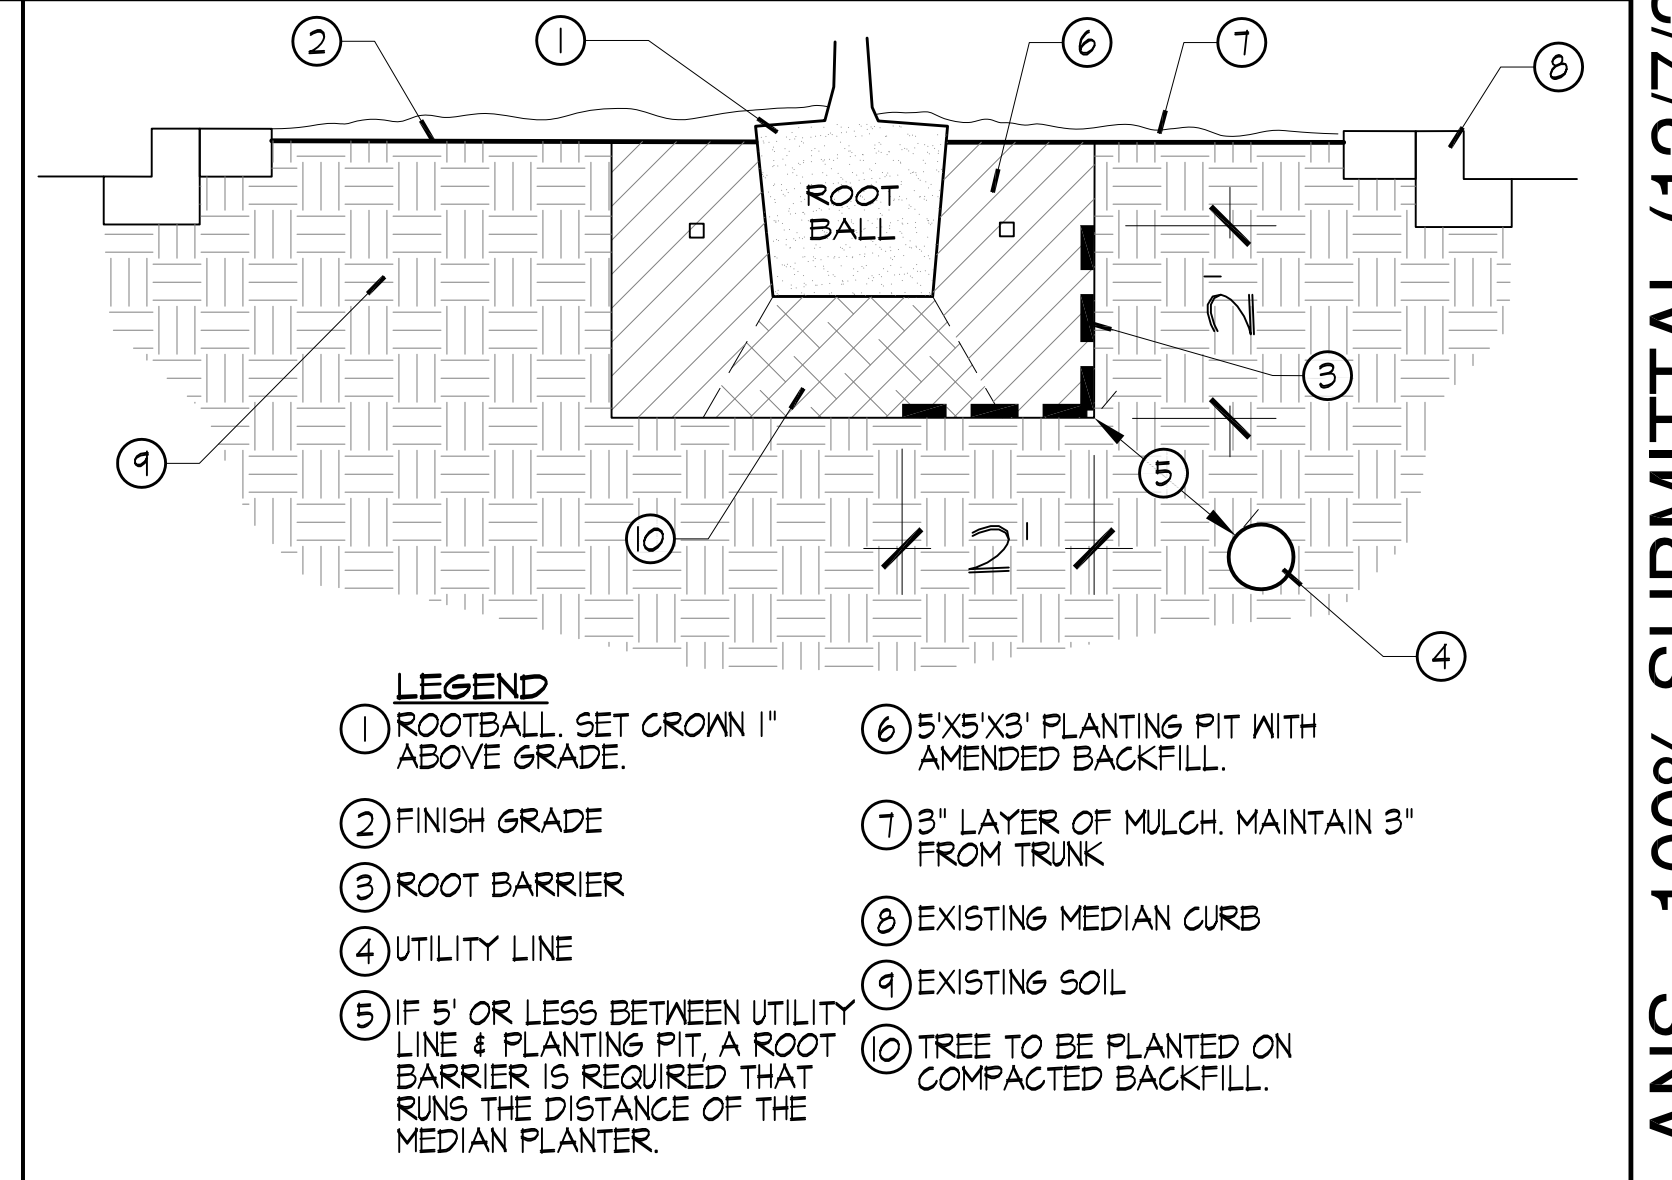 2
1
6
7
8
ROOT
BALL
2'
3
9
5
10
2'
4
LEGEND
1 ROOTBALL. SET CROWN 1"
ABOVE GRADE.
2 FINISH GRADE
3 ROOT BARRIER
4 UTILITY LINE
5 IF 5' OR LESS BETWEEN UTILITY
LINE & PLANTING PIT, A ROOT
BARRIER IS REQUIRED THAT
RUNS THE DISTANCE OF THE
MEDIAN PLANTER.
6 5'X5'X3' PLANTING PIT WITH
AMENDED BACKFILL.
7 3" LAYER OF MULCH. MAINTAIN 3"
FROM TRUNK
8 EXISTING MEDIAN CURB
9 EXISTING SOIL
10 TREE TO BE PLANTED ON
COMPACTED BACKFILL.